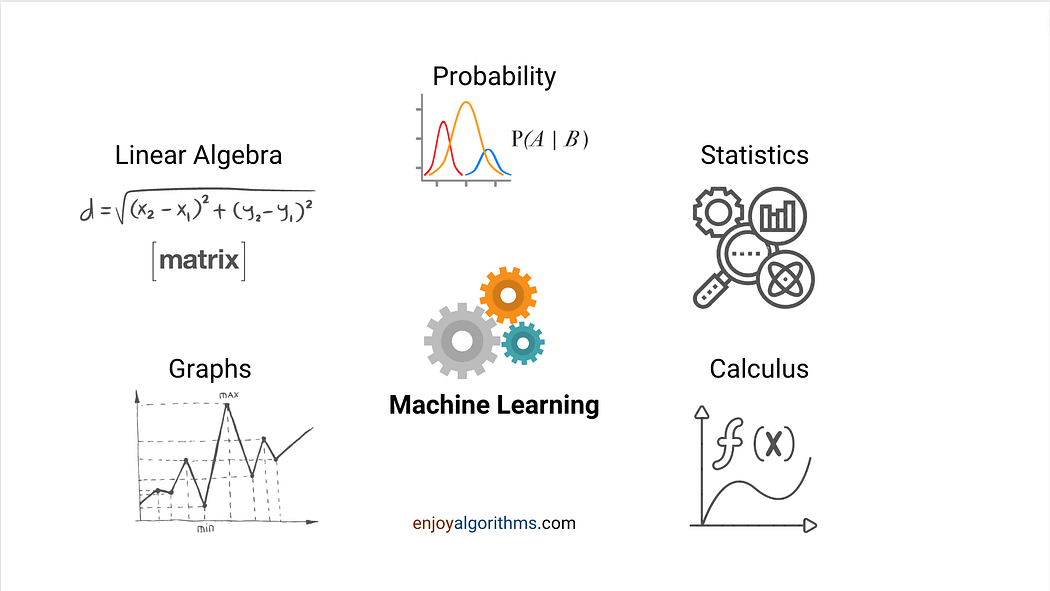 Probability
P(A | B)
Linear Algebra
d = √(x₂ - x₁)² + (y₂ - y₁)²
[matrix]
Statistics
Graphs
max
min
Machine Learning
Calculus
f(x)
enjoyalgorithms.com